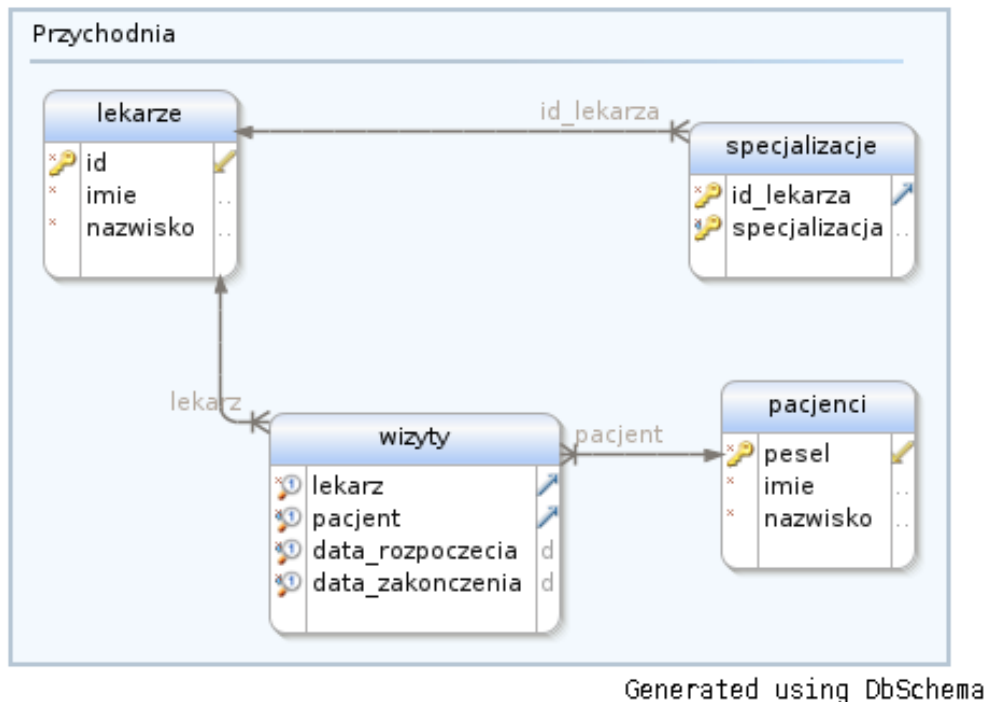 Przychodnia
lekarze
id
imie
nazwisko
id_lekarza
specjalizacje
id_lekarza
specjalizacja
lekarz
wizyty
lekarz
pacjent
data_rozpoczecia d
data_zakonczenia d
pacjent
pacjenci
pesel
imie
nazwisko
Generated using DbSchema